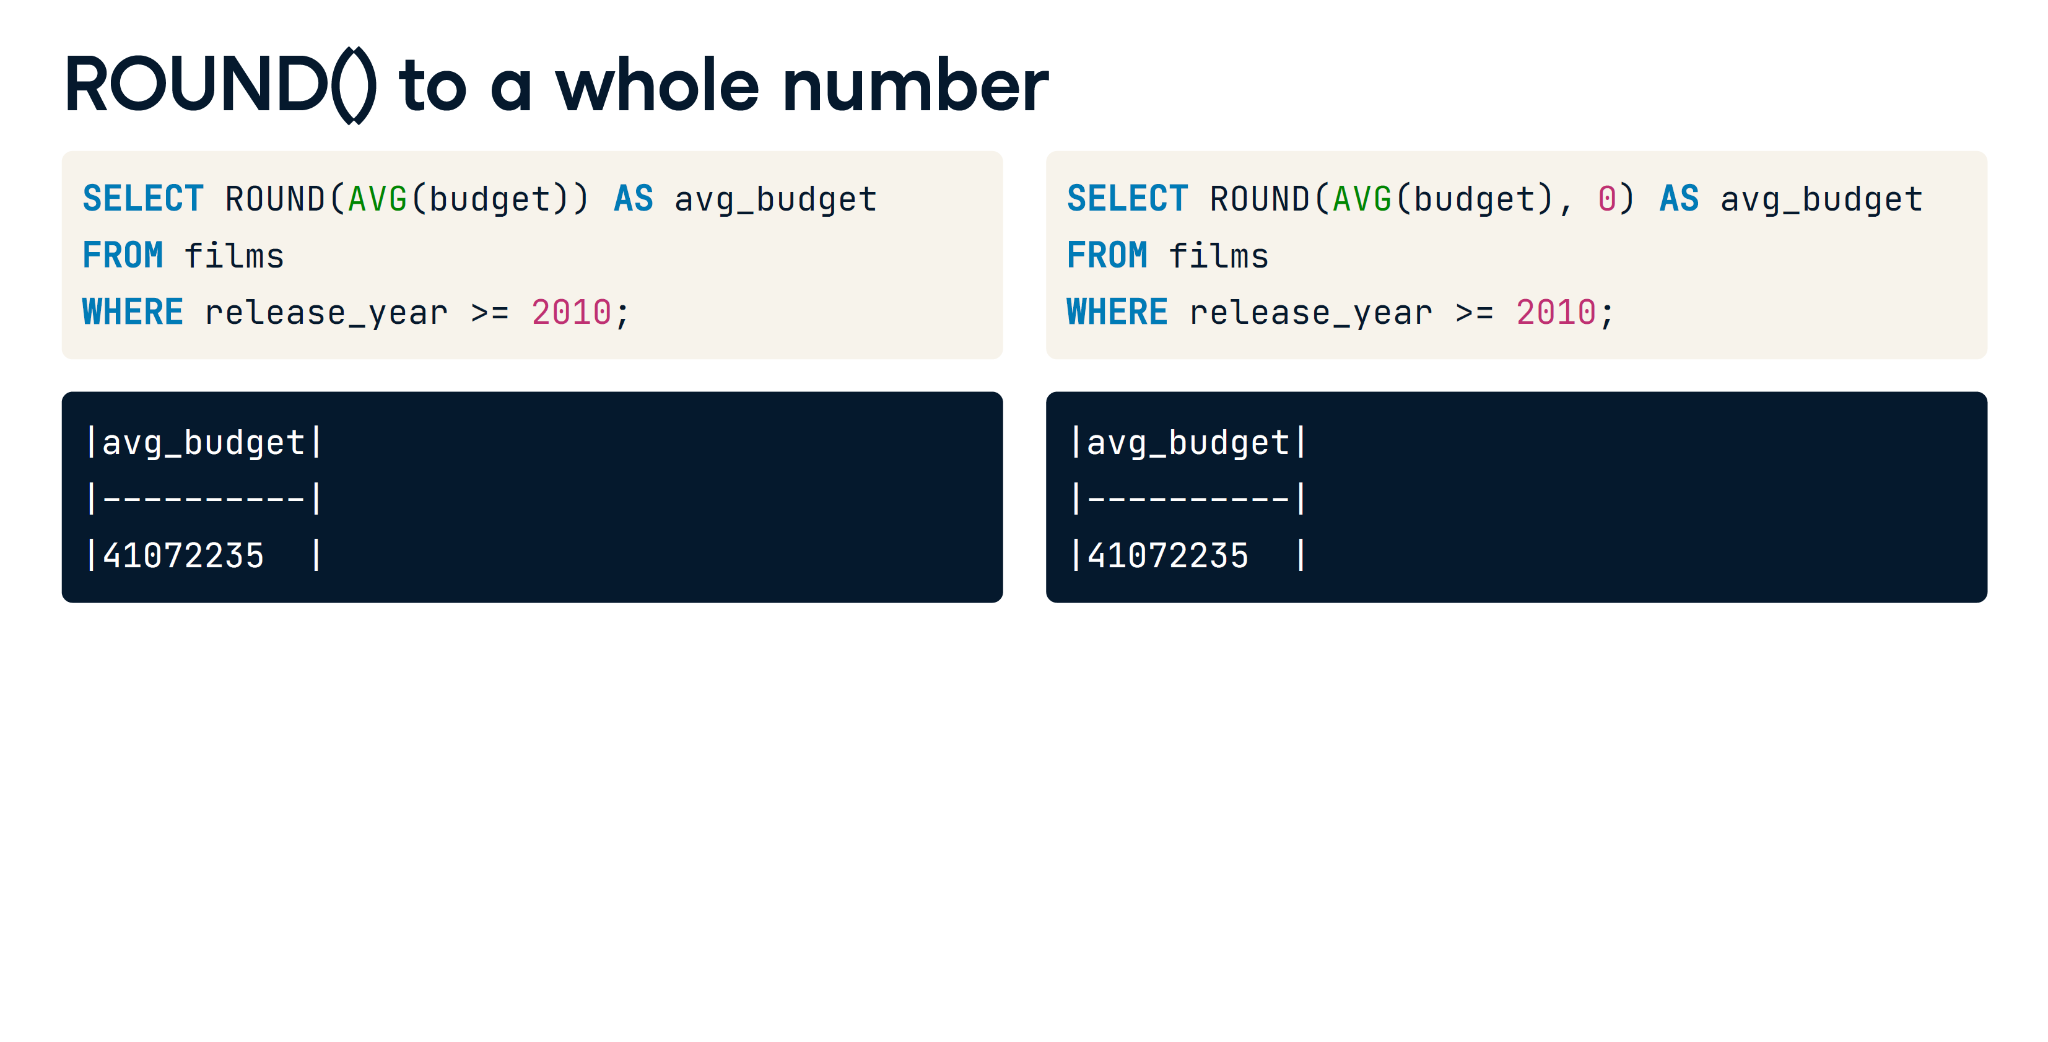 ROUND() to a whole number
SELECT ROUND(AVG(budget)) AS avg_budget
FROM films
WHERE release_year >= 2010;
|avg_budget|
|----------|
|41072235  |
SELECT ROUND(AVG(budget), 0) AS avg_budget
FROM films
WHERE release_year >= 2010;
|avg_budget|
|----------|
|41072235  |